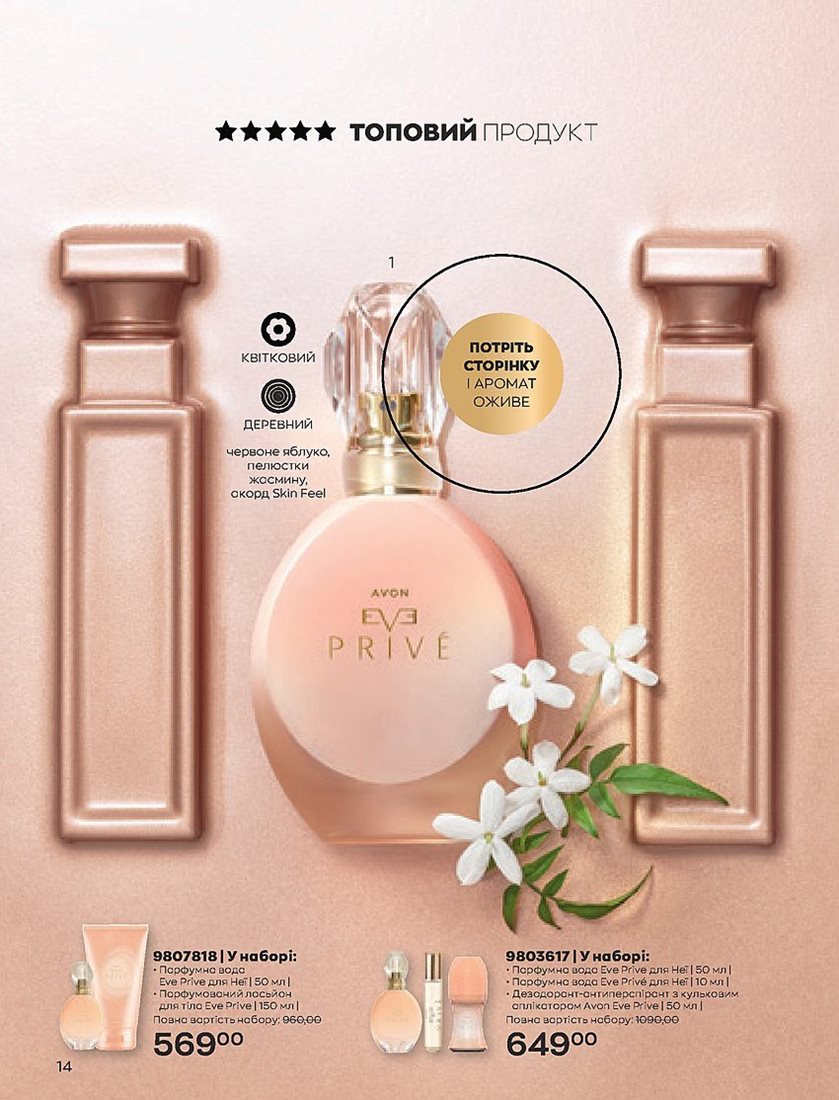 ★★★★★ ТОПОВИЙ ПРОДУКТ
1
КВІТКОВИЙ
ДЕРЕВНИЙ
червоне яблуко,
пелюстки
жасмину,
акорд Skin Feel
ПОТРІТЬ
СТОРІНКУ
І АРОМАТ
ОЖИВЕ
AVON
EVE
PRIVÉ
9807818 | У наборі:
• Парфумна вода
Eve Prive для Неї | 50 мл |
• Парфумований лосьйон
для тіла Eve Prive | 150 мл |
Повна вартість набору: 960,00
569⁰⁰
9803617 | У наборі:
• Парфумна вода Eve Prive для Неї | 50 мл |
• Парфумна вода Eve Privé для Неї | 10 мл |
• Дезодорант-антиперспірант з кульковим
аплікатором Avon Eve Prive | 50 мл |
Повна вартість набору: 1090,00
649⁰⁰
14